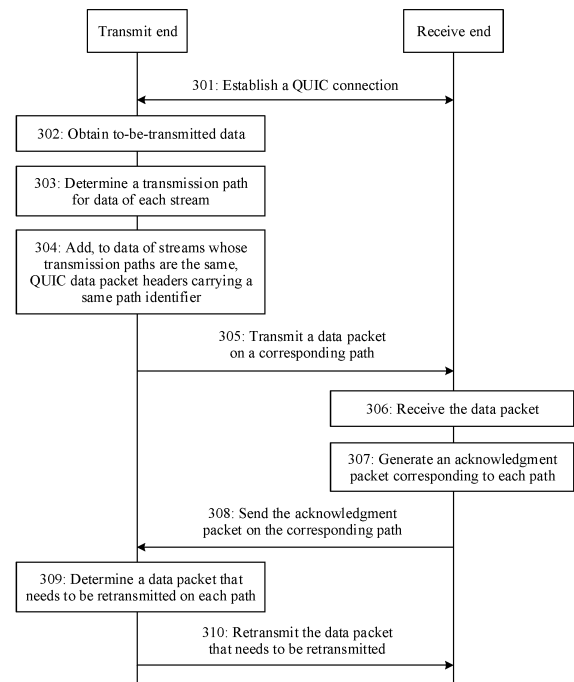 Transmit end
Receive end
301: Establish a QUIC connection
302: Obtain to-be-transmitted data
303: Determine a transmission path
for data of each stream
304: Add, to data of streams whose
transmission paths are the same,
QUIC data packet headers carrying a
same path identifier
305: Transmit a data packet
on a corresponding path
306: Receive the data packet
307: Generate an acknowledgment
packet corresponding to each path
308: Send the acknowledgment
packet on the corresponding path
309: Determine a data packet that
needs to be retransmitted on each path
310: Retransmit the data packet
that needs to be retransmitted